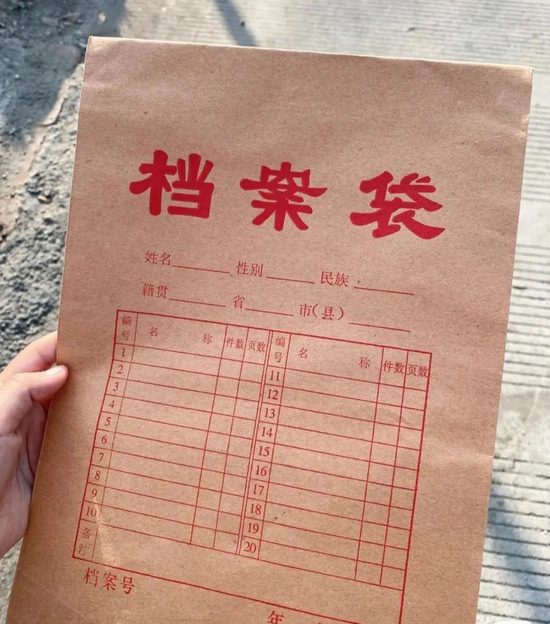 档案袋
姓名 性别 民族
籍贯 省 市(县)
编号 名称 件数 页数 编号 名称 件数 页数
1 11
2 12
3 13
4 14
5 15
6 16
7 17
8 18
9 19
10 20
备注
档案号
年